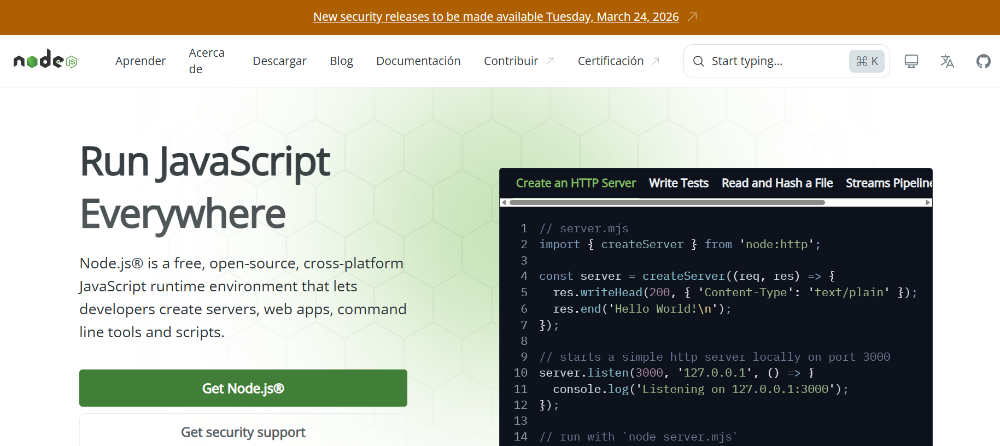 New security releases to be made available Tuesday, March 24, 2026
node JS
Aprender
Acerca
de
Descargar
Blog
Documentación
Contribuir
Certificación
Start typing...
⌘ K
Run JavaScript
Everywhere
Node.js® is a free, open-source, cross-platform
JavaScript runtime environment that lets
developers create servers, web apps, command
line tools and scripts.
Get Node.js®
Get security support
Create an HTTP Server
Write Tests
Read and Hash a File
Streams Pipeline
1 // server.mjs
2 import { createServer } from 'node:http';
3
4 const server = createServer((req, res) => {
5   res.writeHead(200, { 'Content-Type': 'text/plain' });
6   res.end('Hello World!\n');
7 });
8
9 // starts a simple http server locally on port 3000
10 server.listen(3000, '127.0.0.1', () => {
11   console.log('Listening on 127.0.0.1:3000');
12 });
13
14 // run with `node server.mjs`